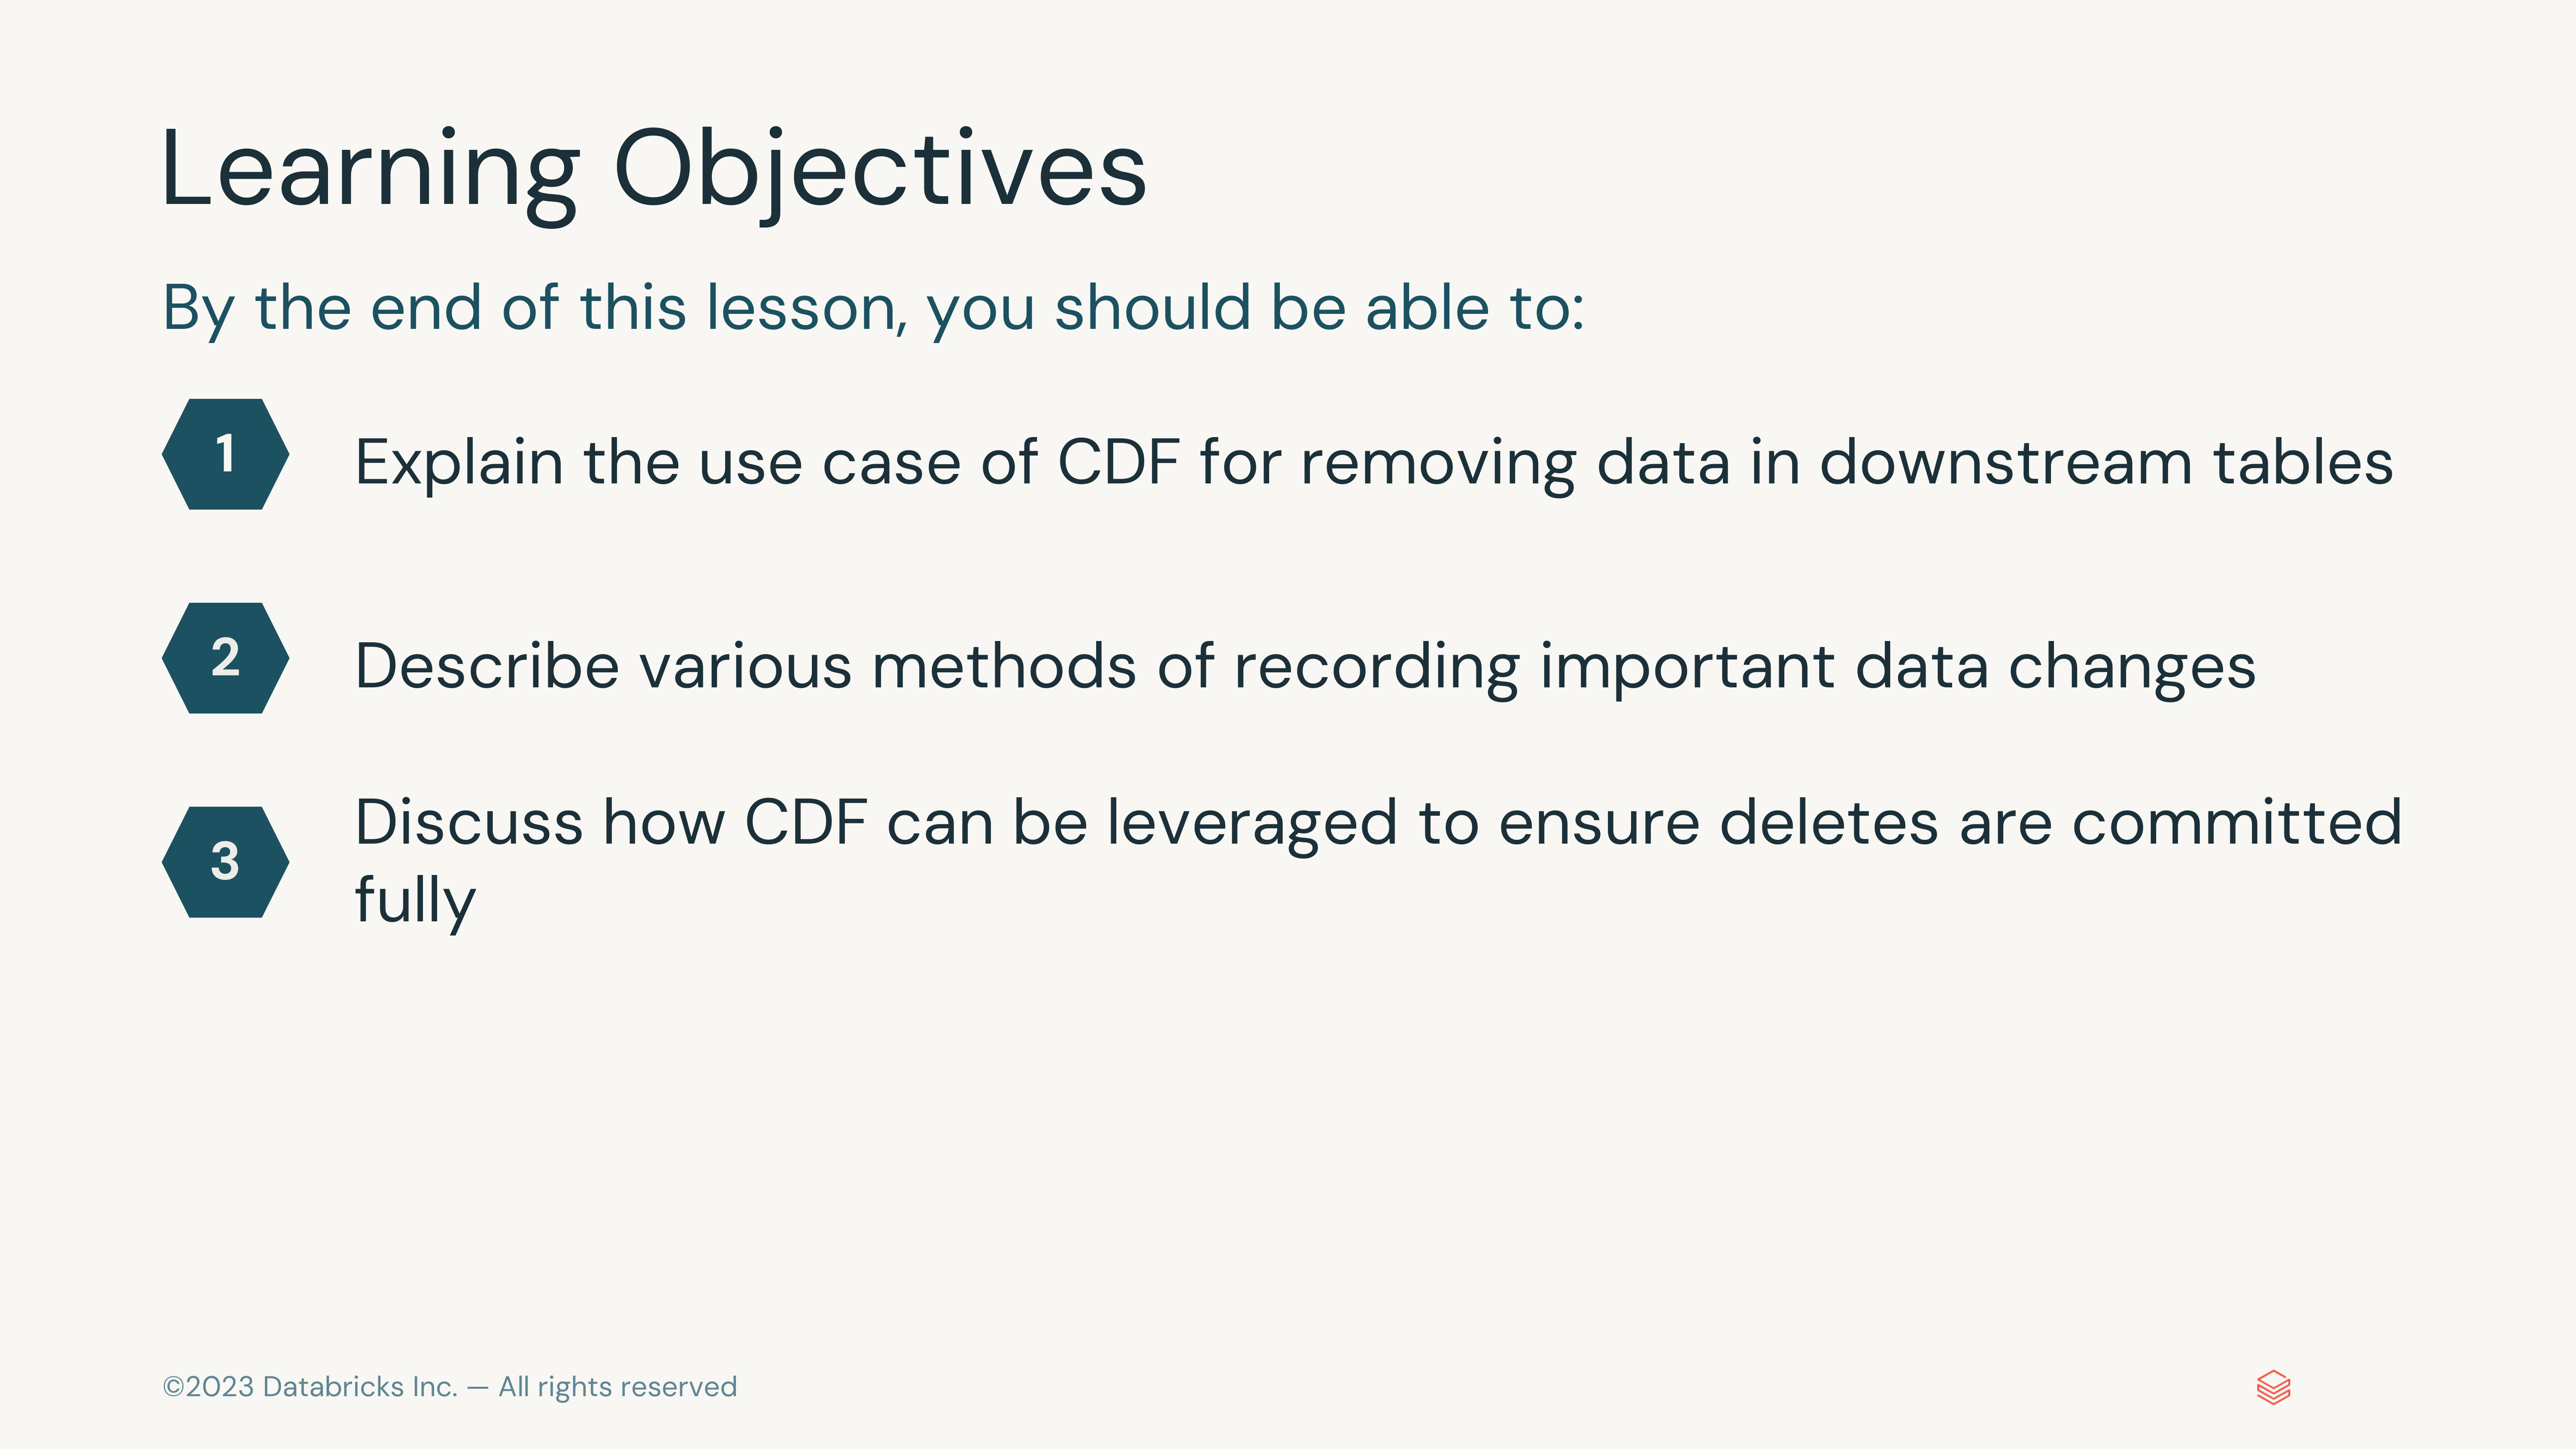 Learning Objectives
By the end of this lesson, you should be able to:
1
Explain the use case of CDF for removing data in downstream tables
2
Describe various methods of recording important data changes
3
Discuss how CDF can be leveraged to ensure deletes are committed
fully
©2023 Databricks Inc. — All rights reserved